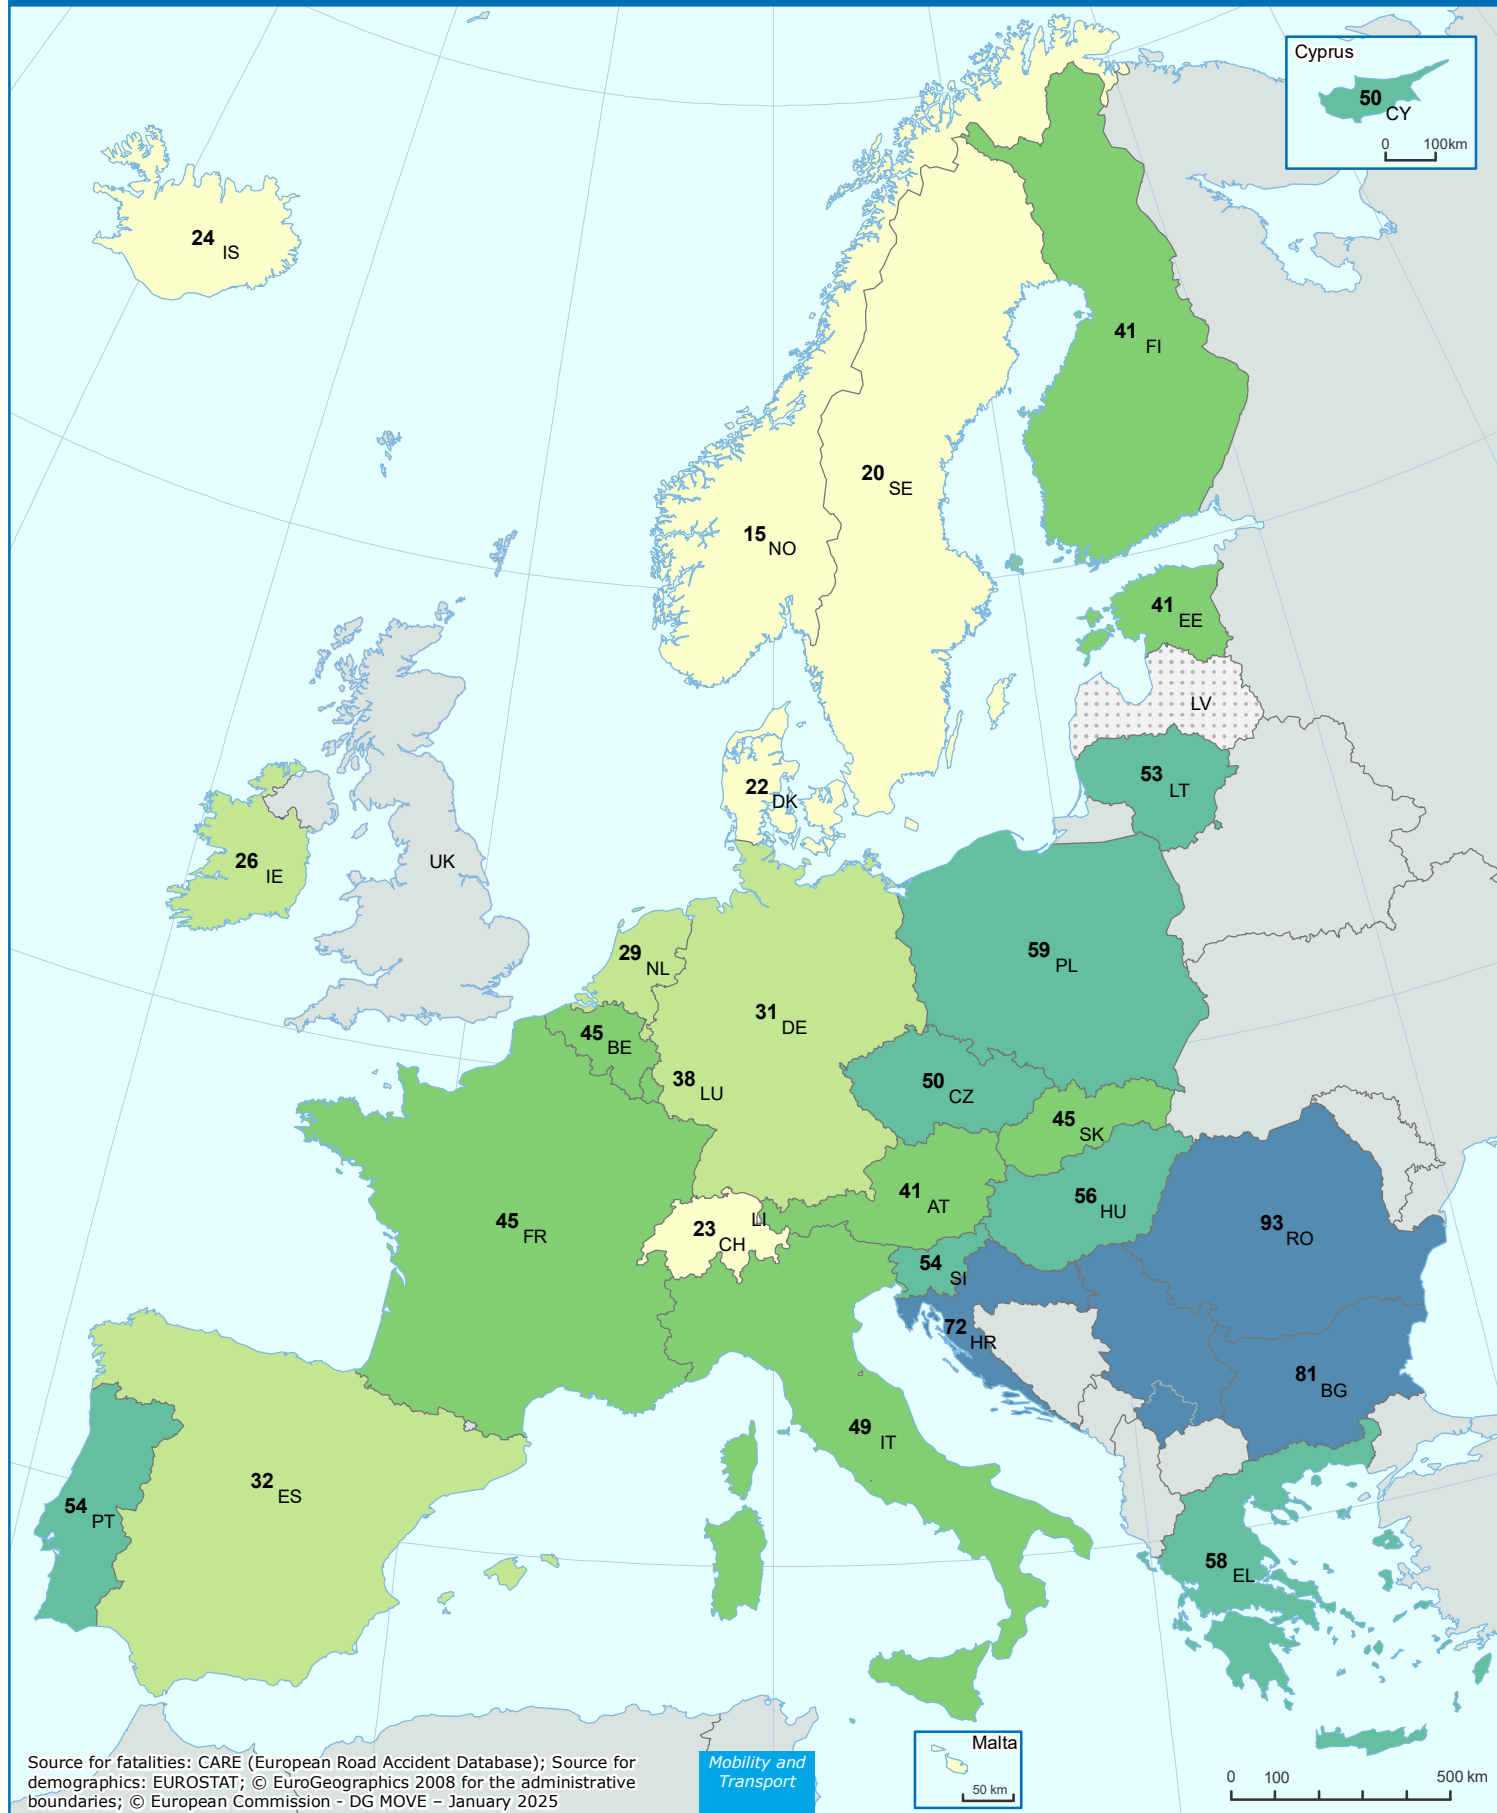 Cyprus
50
CY
0 100km
24
IS
41
FI
20
SE
15
NO
41
EE
LV
53
LT
22
DK
26
IE
UK
59
PL
29
NL
31
DE
45
BE
38
LU
50
CZ
45
SK
41
AT
56
HU
45
FR
23
CH
LI
93
RO
54
SI
72
HR
81
BG
49
IT
32
ES
54
PT
58
EL
Source for fatalities: CARE (European Road Accident Database); Source for
demographics: EUROSTAT; © EuroGeographics 2008 for the administrative
boundaries; © European Commission - DG MOVE – January 2025
Mobility and
Transport
Malta
50 km
0 100 500 km